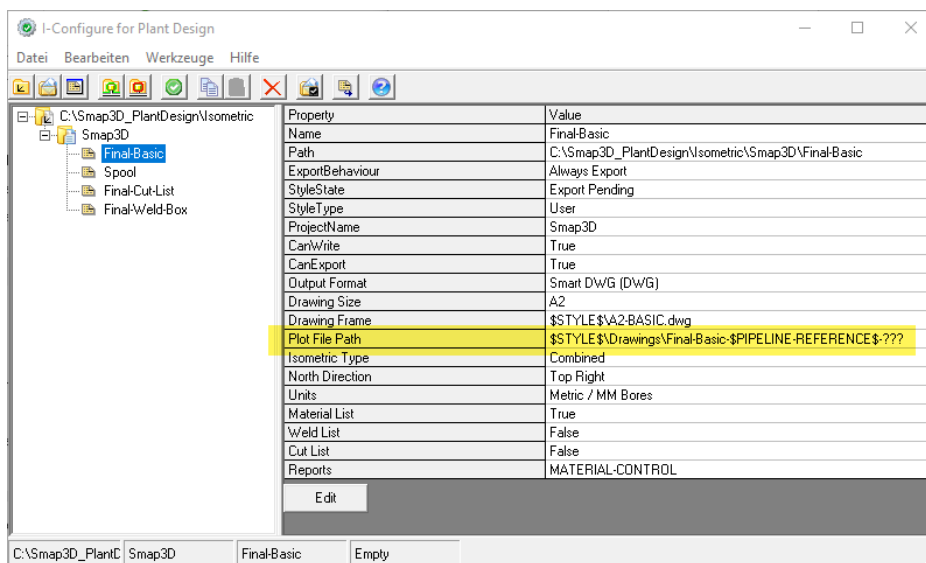 I-Configure for Plant Design
Datei Bearbeiten Werkzeuge Hilfe
C:\Smap3D_PlantDesign\Isometric
Smap3D
Final-Basic
Spool
Final-Cut-List
Final-Weld-Box
Property Value
Name Final-Basic
Path C:\Smap3D_PlantDesign\Isometric\Smap3D\Final-Basic
ExportBehaviour Always Export
StyleState Export Pending
StyleType User
ProjectName Smap3D
CanWrite True
CanExport True
Output Format Smart DWG (DWG)
Drawing Size A2
Drawing Frame $STYLE$\A2-BASIC.dwg
Plot File Path $STYLE$\Drawings\Final-Basic-$PIPELINE-REFERENCE$-???
Isometric Type Combined
North Direction Top Right
Units Metric / MM Bores
Material List True
Weld List False
Cut List False
Reports MATERIAL-CONTROL
Edit
C:\Smap3D_PlantD Smap3D Final-Basic Empty